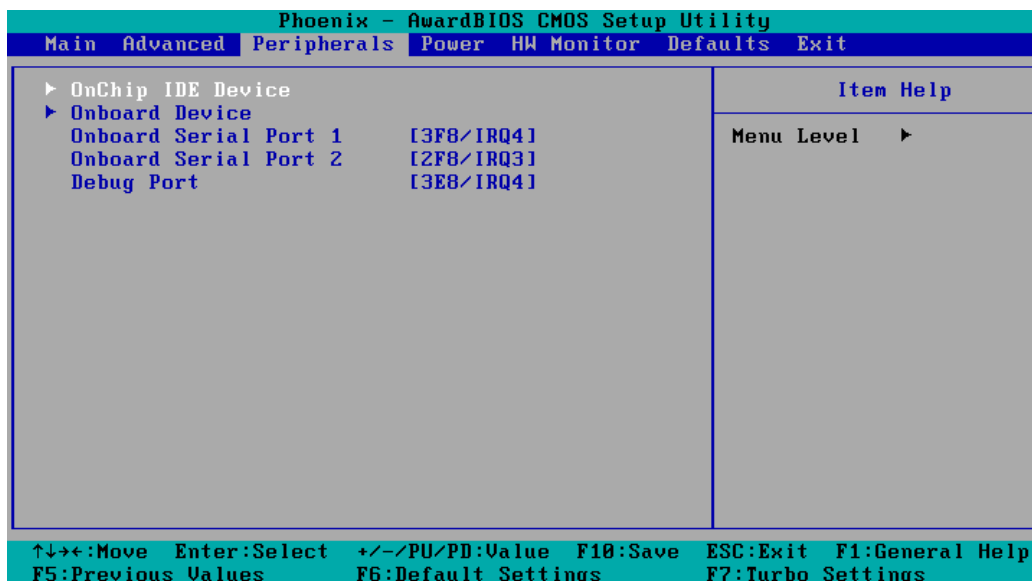 Phoenix - AwardBIOS CMOS Setup Utility
Main Advanced Peripherals Power HW Monitor Defaults Exit
▶ OnChip IDE Device
▶ Onboard Device
Onboard Serial Port 1 [3F8/IRQ4]
Onboard Serial Port 2 [2F8/IRQ3]
Debug Port [3E8/IRQ4]
Item Help
Menu Level ▶
↑↓→←:Move Enter:Select +/-/PU/PD:Value F10:Save ESC:Exit F1:General Help
F5:Previous Values F6:Default Settings F7:Turbo Settings